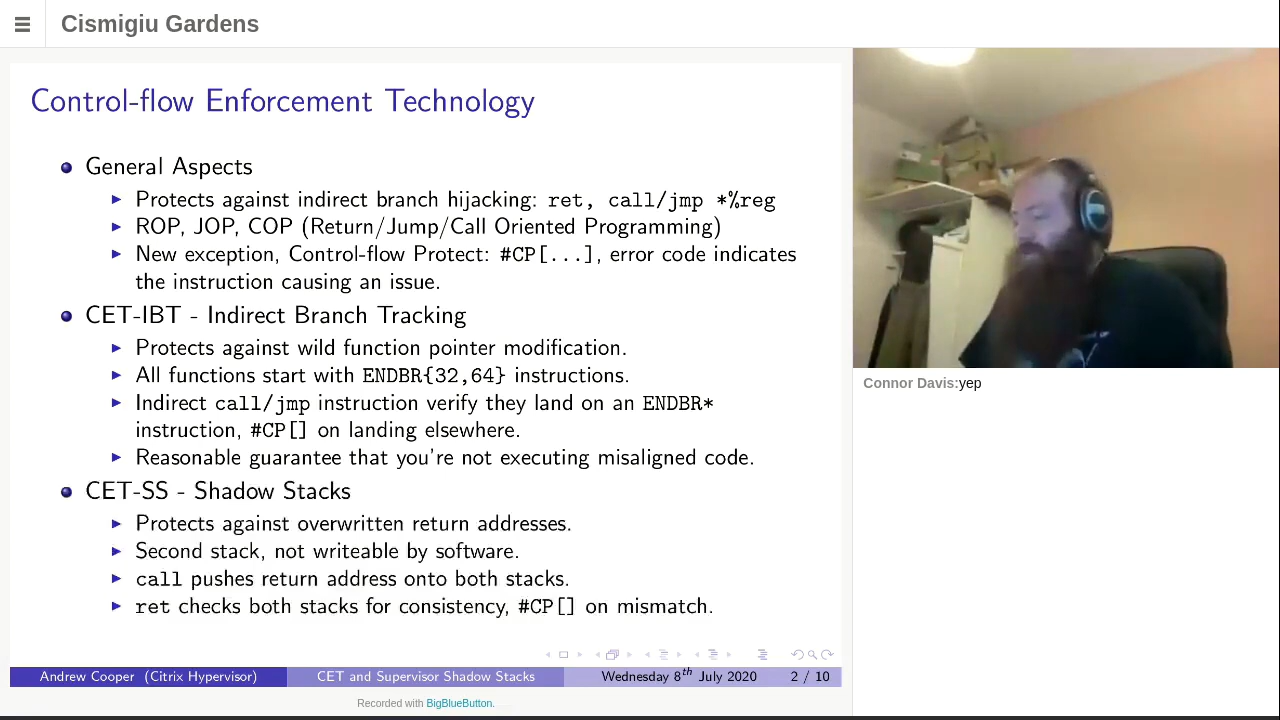 Cismigiu Gardens
Control-flow Enforcement Technology
General Aspects
Protects against indirect branch hijacking: ret, call/jmp *%reg
ROP, JOP, COP (Return/Jump/Call Oriented Programming)
New exception, Control-flow Protect: #CP[...], error code indicates
the instruction causing an issue.
CET-IBT - Indirect Branch Tracking
Protects against wild function pointer modification.
All functions start with ENDBR{32,64} instructions.
Indirect call/jmp instruction verify they land on an ENDBR*
instruction, #CP[] on landing elsewhere.
Reasonable guarantee that you're not executing misaligned code.
CET-SS - Shadow Stacks
Protects against overwritten return addresses.
Second stack, not writeable by software.
call pushes return address onto both stacks.
ret checks both stacks for consistency, #CP[] on mismatch.
Andrew Cooper (Citrix Hypervisor) CET and Supervisor Shadow Stacks Wednesday 8th July 2020 2 / 10
Recorded with BigBlueButton.
Connor Davis:yep